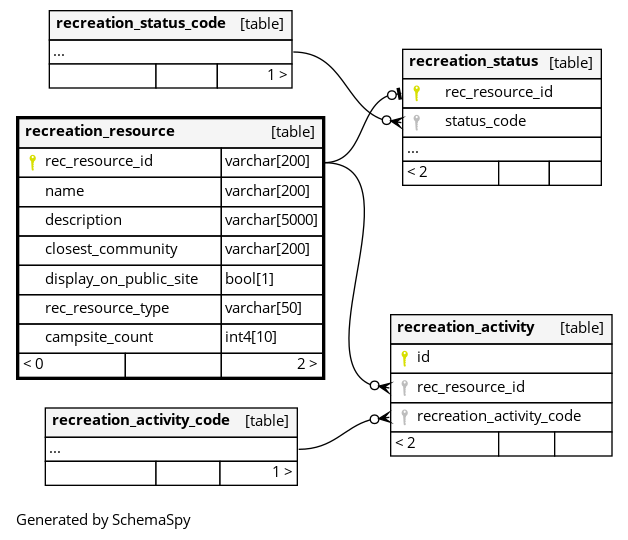 recreation_status_code [table]
...
1 >
recreation_status [table]
rec_resource_id
status_code
...
< 2
recreation_resource [table]
rec_resource_id varchar[200]
name varchar[200]
description varchar[5000]
closest_community varchar[200]
display_on_public_site bool[1]
rec_resource_type varchar[50]
campsite_count int4[10]
< 0 2 >
recreation_activity [table]
id
rec_resource_id
recreation_activity_code
< 2
recreation_activity_code [table]
...
1 >
Generated by SchemaSpy